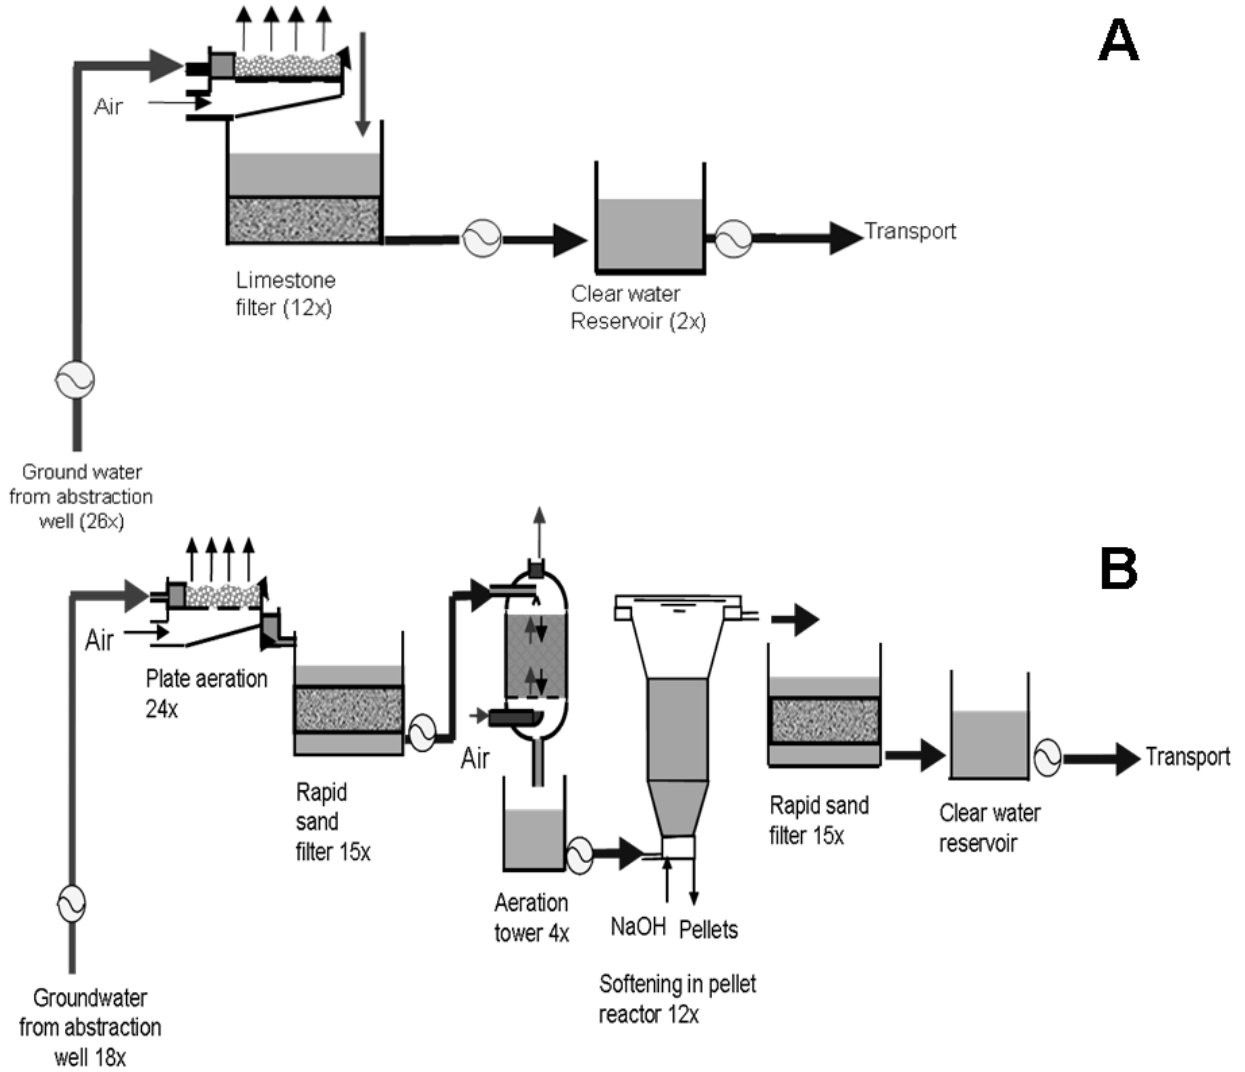 A
Air
Transport
Limestone
filter (12x)
Clear water
Reservoir (2x)
Ground water
from abstraction
well (26x)
B
Air
Plate aeration
24x
Air
Transport
Rapid
sand
filter 15x
Rapid sand
filter 15x
Clear water
reservoir
Aeration
tower 4x
NaOH
Pellets
Softening in pellet
reactor 12x
Groundwater
from abstraction
well 18x